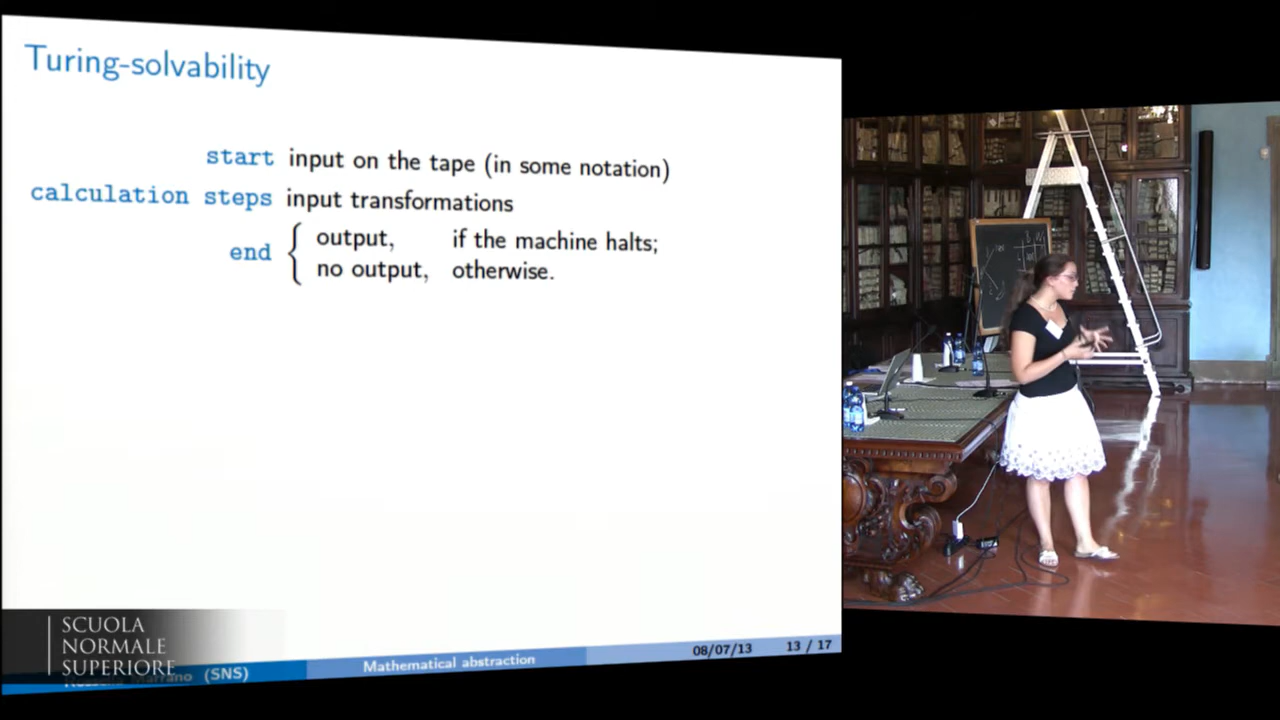 Turing-solvability
start input on the tape (in some notation)
calculation steps input transformations
end { output, if the machine halts;
no output, otherwise.
SCUOLA
NORMALE
SUPERIORE
(SNS)
Mathematical abstraction
08/07/13
13 / 17